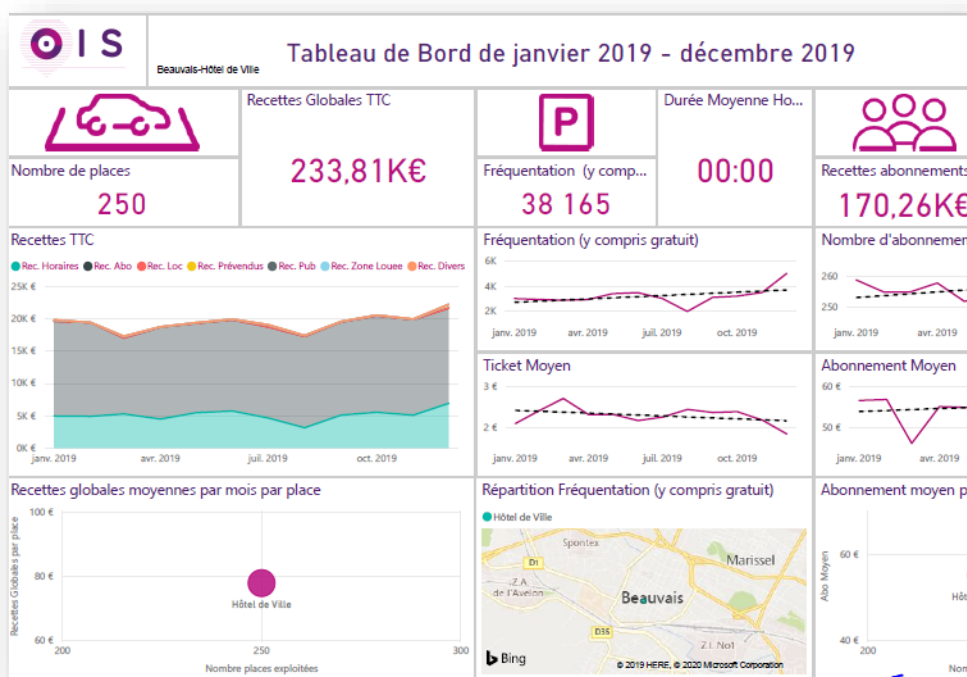 OIS
Beauvais-Hôtel de Ville
Tableau de Bord de janvier 2019 - décembre 2019
Nombre de places
250
Recettes Globales TTC
233,81K€
P
Fréquentation (y comp...
38 165
Durée Moyenne Ho...
00:00
Recettes abonnements
170,26K€
Recettes TTC
Rec. Horaires Rec. Abo Rec. Loc Rec. Prévendus Rec. Pub Rec. Zone Louee Rec. Divers
25K €
20K €
15K €
10K €
5K €
0K €
janv. 2019 avr. 2019 juil. 2019 oct. 2019
Fréquentation (y compris gratuit)
6K
4K
2K
janv. 2019 avr. 2019 juil. 2019 oct. 2019
Nombre d'abonnemen
260
250
janv. 2019 avr. 2019
Ticket Moyen
3 €
2 €
janv. 2019 avr. 2019 juil. 2019 oct. 2019
Abonnement Moyen
60 €
50 €
janv. 2019 avr. 2019
Recettes globales moyennes par mois par place
Recettes Globales par place
100 €
80 €
60 €
Hôtel de Ville
200 300
250
Nombre places exploitées
Répartition Fréquentation (y compris gratuit)
Hôtel de Ville
Spontex
D1
Marissel
Z.A.
de l'Avelon
Beauvais
D35
Z.I. No1
Bing
© 2019 HERE, © 2020 Microsoft Corporation
Abonnement moyen p
Abo Moyen
60 €
Hôt
40 €
200
Nom